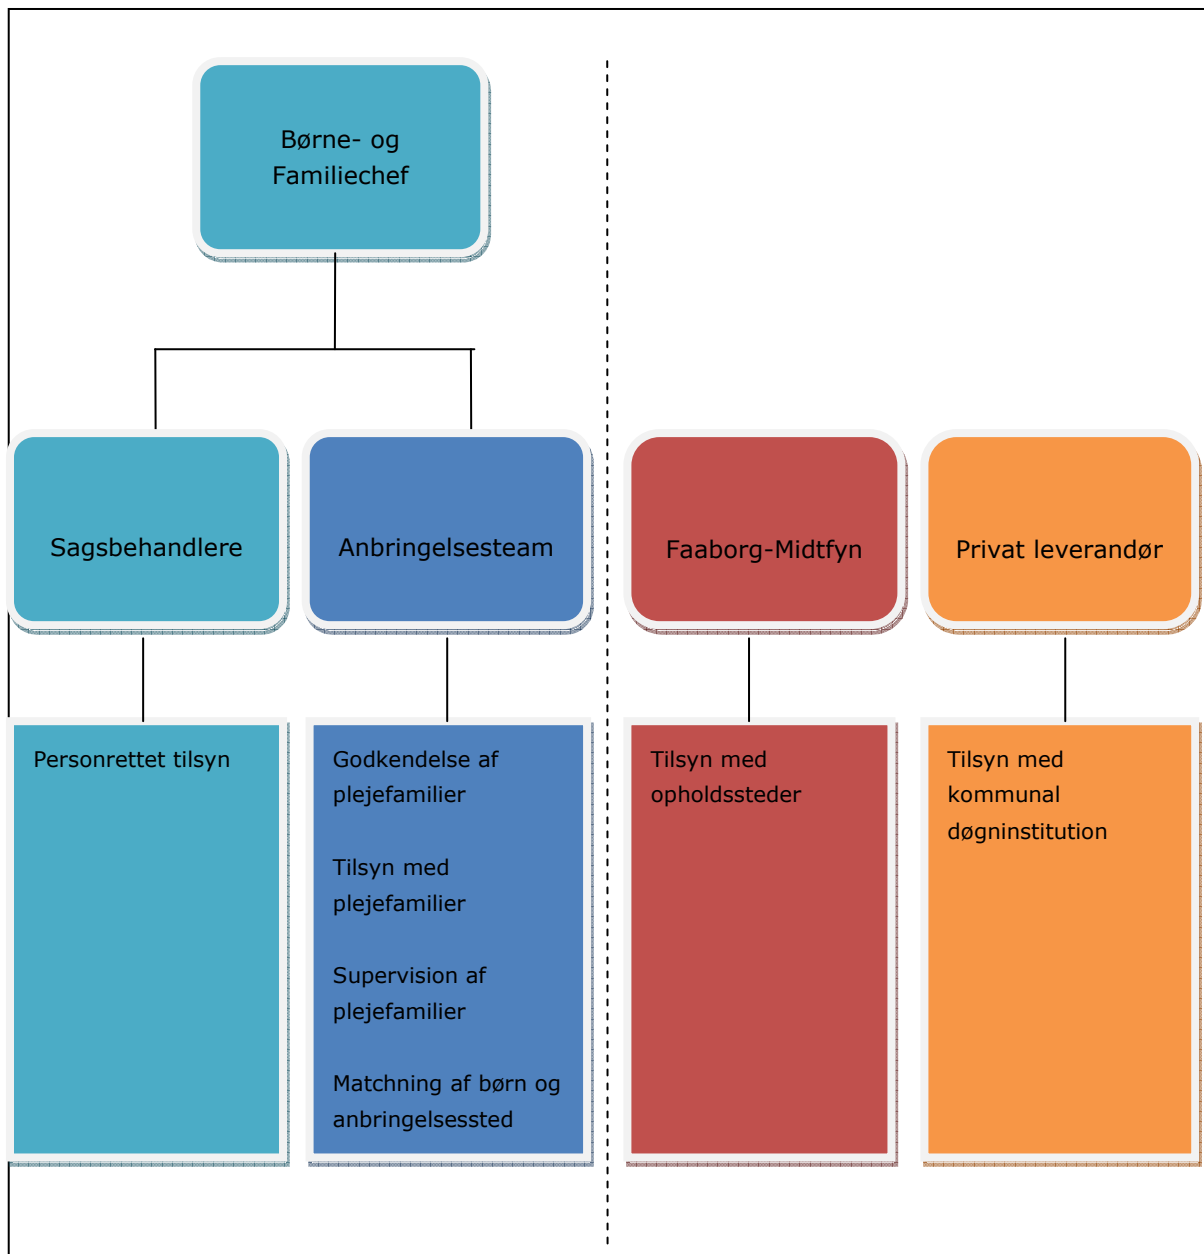 Børne- og
Familiechef
Sagsbehandlere
Anbringelsesteam
Faaborg-Midtfyn
Privat leverandør
Personrettet tilsyn
Godkendelse af
plejefamilier
Tilsyn med
plejefamilier
Supervision af
plejefamilier
Matchning af børn og
anbringelsessted
Tilsyn med
opholdssteder
Tilsyn med
kommunal
døgninstitution